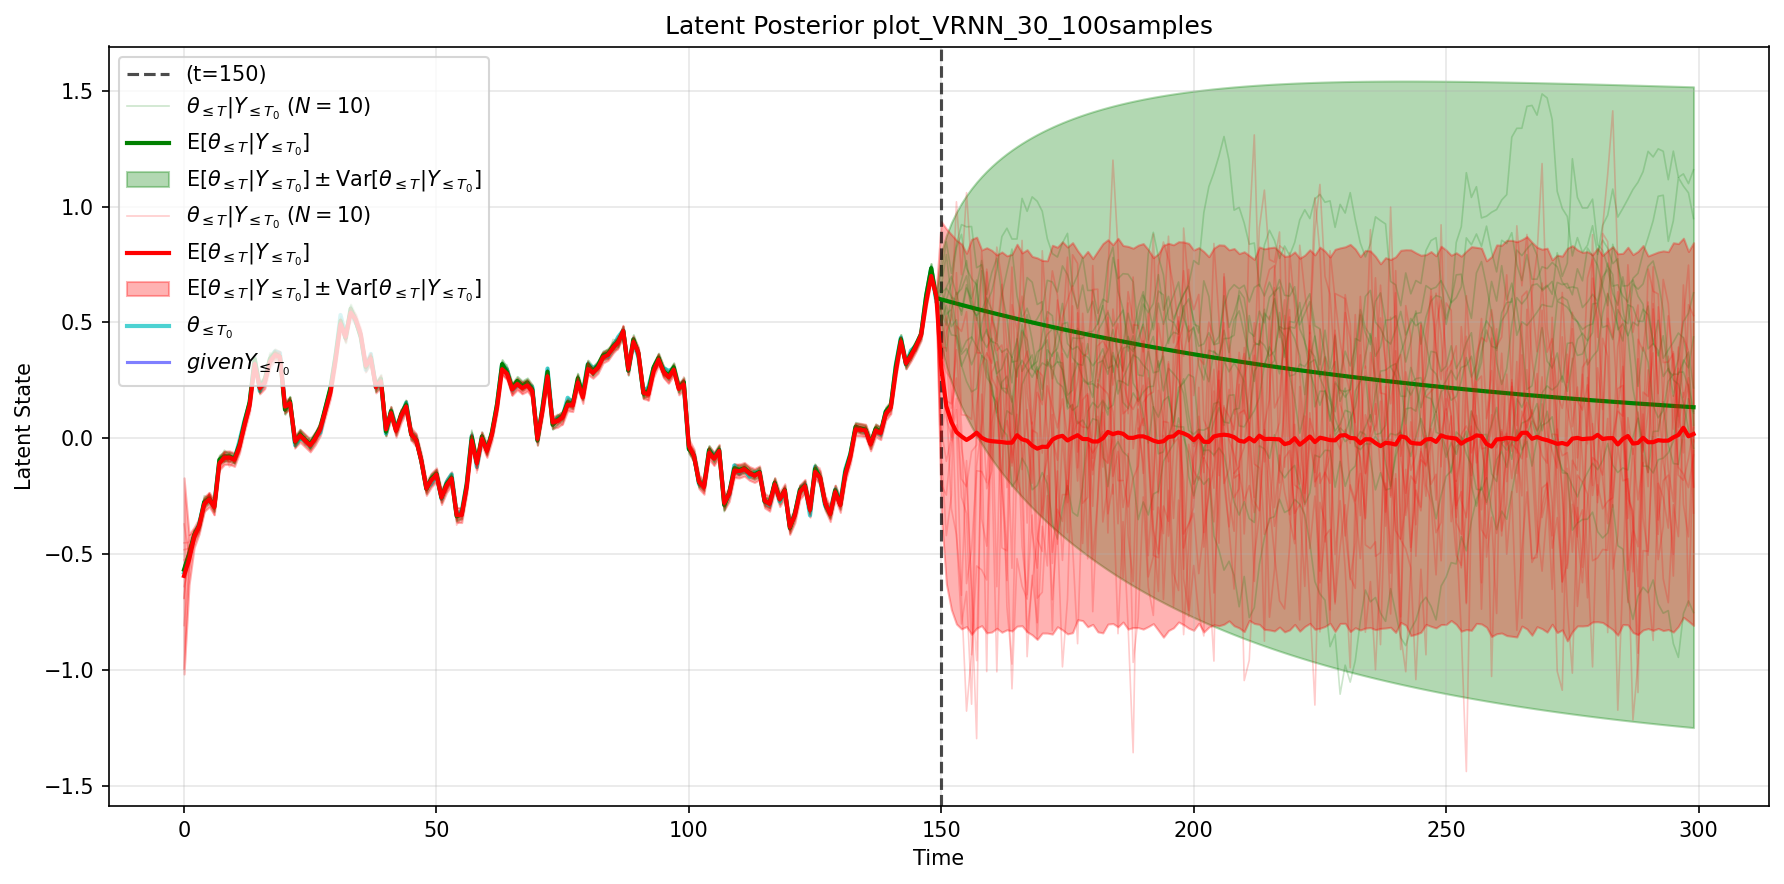 Latent Posterior plot_VRNN_30_100samples
(t=150)
θ≤T|Y≤T₀ (N = 10)
E[θ≤T|Y≤T₀]
E[θ≤T|Y≤T₀] ± Var[θ≤T|Y≤T₀]
θ≤T|Y≤T₀ (N = 10)
E[θ≤T|Y≤T₀]
E[θ≤T|Y≤T₀] ± Var[θ≤T|Y≤T₀]
θ≤T₀
givenY≤T₀
Latent State
1.5
1.0
0.5
0.0
−0.5
−1.0
−1.5
0
50
100
150
200
250
300
Time